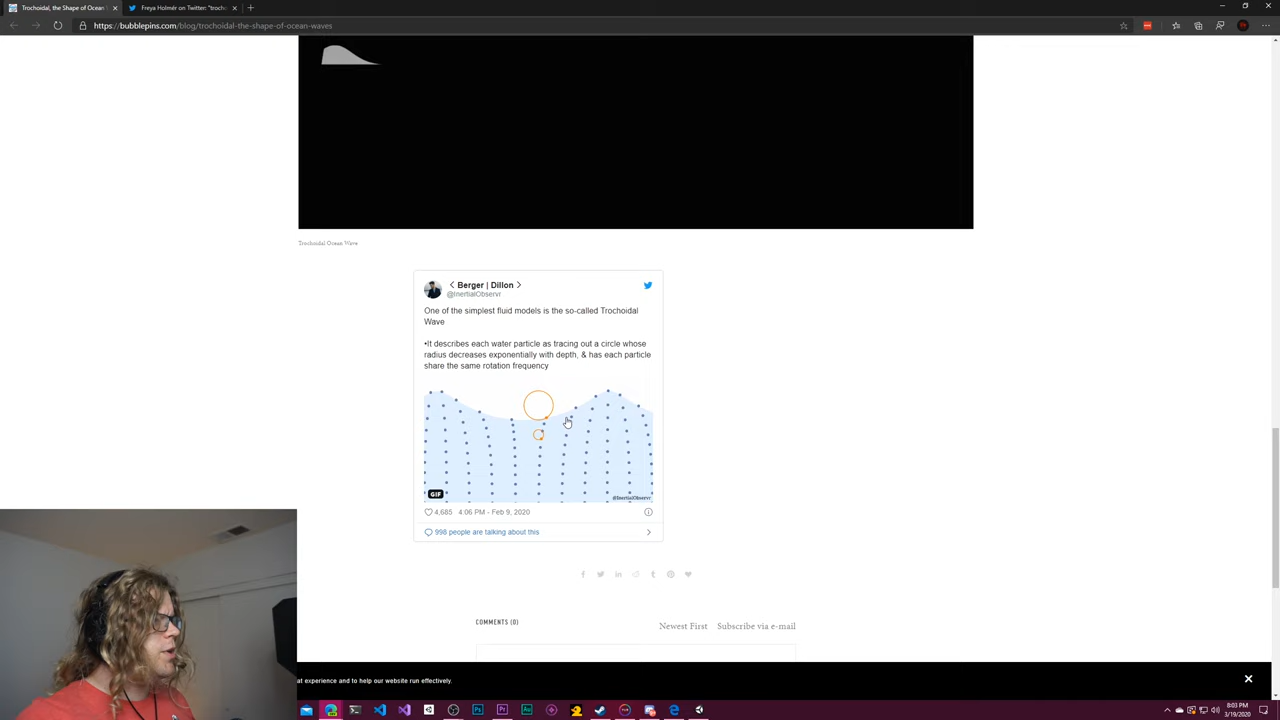 Trochoidal, the Shape of Ocean
Freya Holmér on Twitter: "troch
https://bubblepins.com/blog/trochoidal-the-shape-of-ocean-waves
Trochoidal Ocean Wave
Berger | Dillon
@InertialObservr
One of the simplest fluid models is the so-called Trochoidal
Wave
•It describes each water particle as tracing out a circle whose
radius decreases exponentially with depth, & has each particle
share the same rotation frequency
GIF
@InertialObservr
4,685 4:06 PM - Feb 9, 2020
998 people are talking about this
COMMENTS (0)
Newest First Subscribe via e-mail
at experience and to help our website run effectively.
8:03 PM
3/19/2020